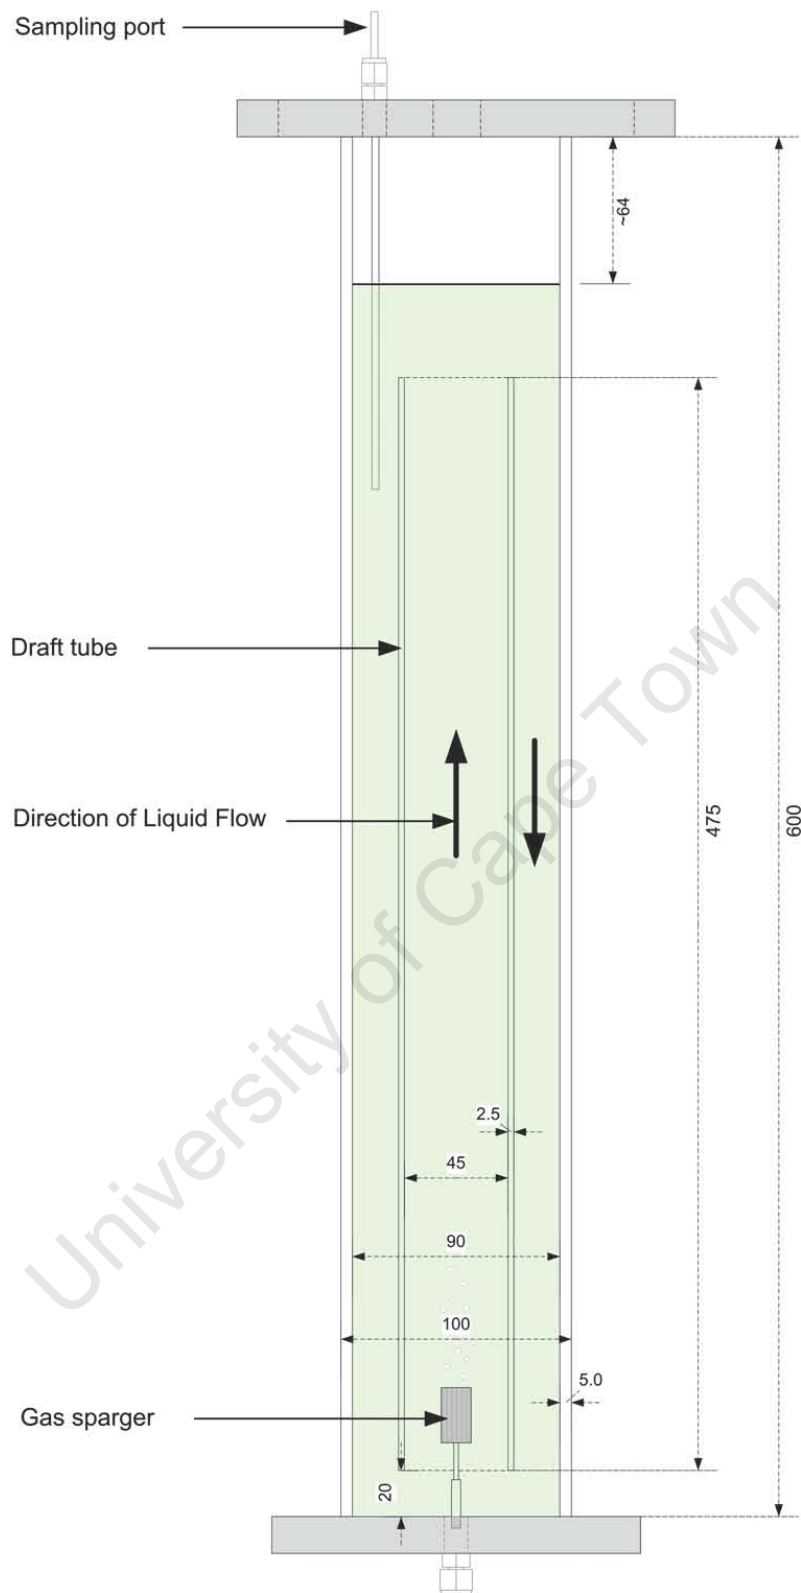 Sampling port
~64
Draft tube
Direction of Liquid Flow
475
600
2.5
45
90
100
5.0
Gas sparger
20
University of Cape Town